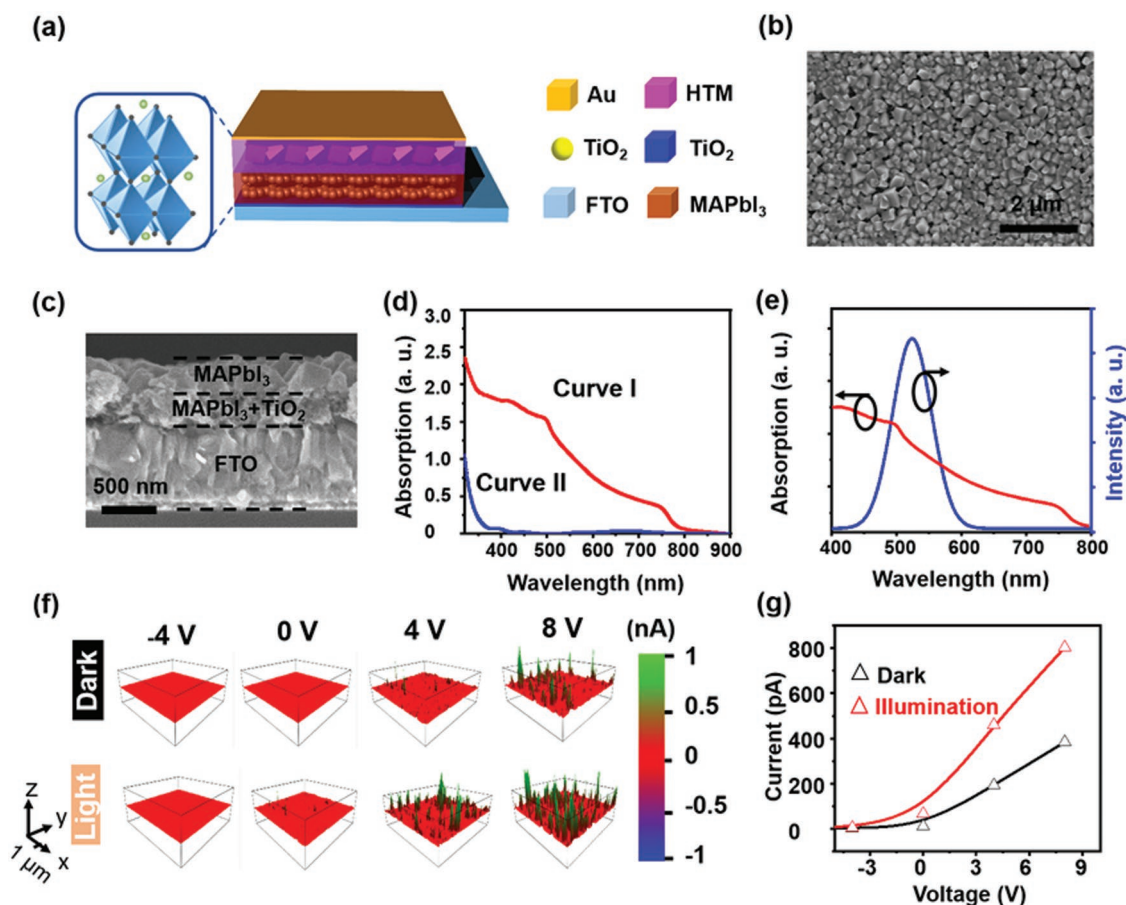 (a)
Au
HTM
TiO2
TiO2
FTO
MAPbI3
(b)
2 μm
(c)
MAPbI3
MAPbI3+TiO2
FTO
500 nm
(d)
Absorption (a. u.)
3.0
2.5
2.0
1.5
1.0
0.5
0
Curve I
Curve II
400 500 600 700 800 900
Wavelength (nm)
(e)
Absorption (a. u.)
Intensity (a. u.)
400 500 600 700 800
Wavelength (nm)
(f)
-4 V 0 V 4 V 8 V (nA)
Dark
Light
1
0.5
0
-0.5
-1
z
y
x
1 μm
(g)
Current (pA)
800
600
400
200
0
Dark
Illumination
-3 0 3 6 9
Voltage (V)